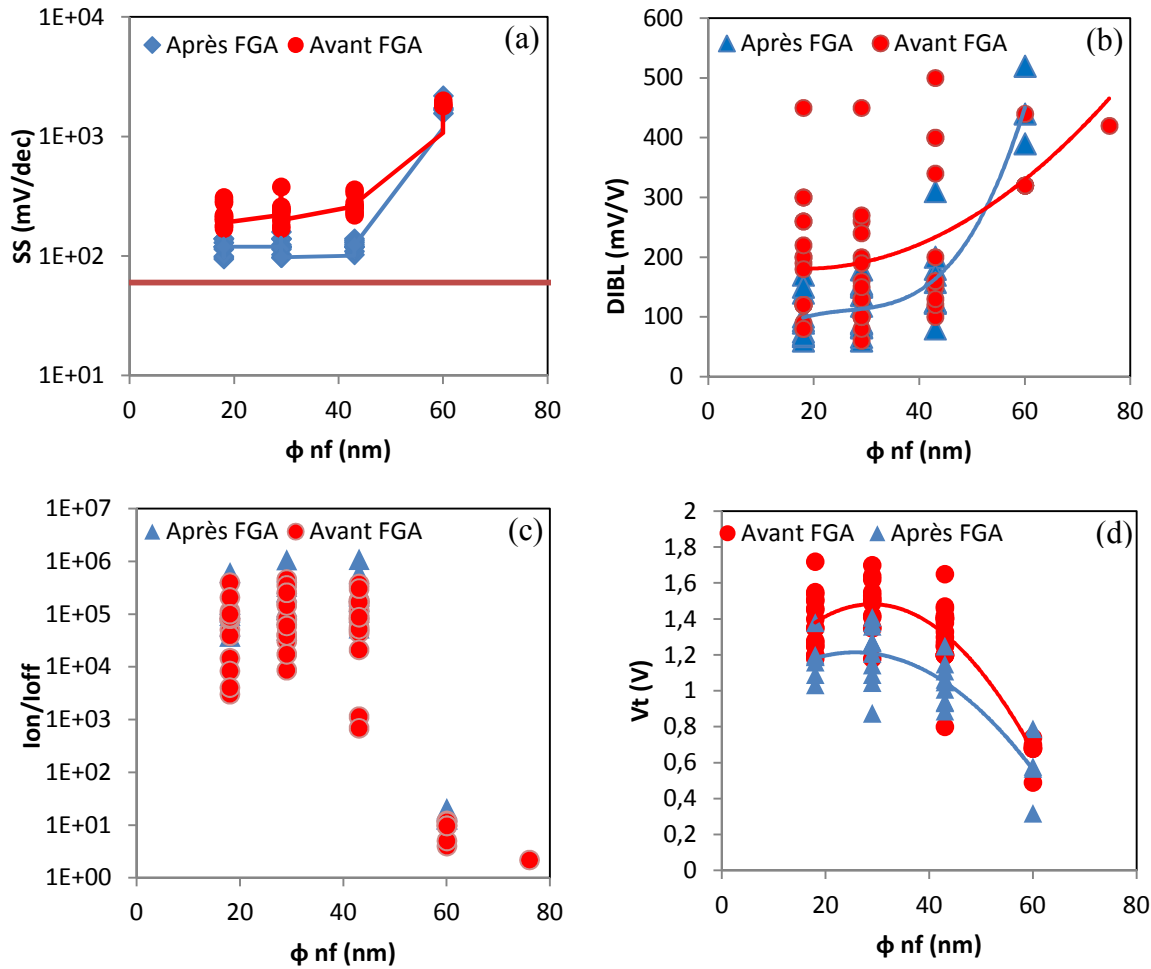 1E+04
1E+03
1E+02
1E+01
SS (mV/dec)
Après FGA Avant FGA
(a)
0 20 40 60 80
ϕ nf (nm)
600
500
400
300
200
100
0
DIBL (mV/V)
Après FGA Avant FGA
(b)
0 20 40 60 80
ϕ nf (nm)
1E+07
1E+06
1E+05
1E+04
1E+03
1E+02
1E+01
1E+00
Ion/Ioff
Après FGA Avant FGA
(c)
0 20 40 60 80
ϕ nf (nm)
2
1,8
1,6
1,4
1,2
1
0,8
0,6
0,4
0,2
0
Vt (V)
Avant FGA Après FGA
(d)
0 20 40 60 80
ϕ nf (nm)